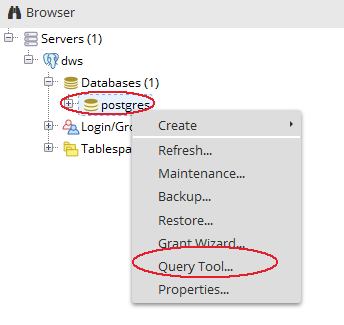 Browser
Servers (1)
dws
Databases (1)
postgres
Login/Gro
Tablespa
Create
Refresh...
Maintenance...
Backup...
Restore...
Grant Wizard...
Query Tool...
Properties...